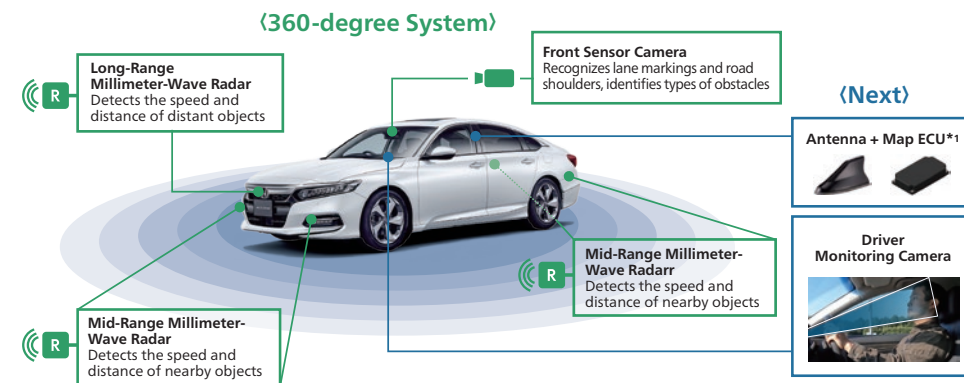 〈360-degree System〉
Long-Range
Millimeter-Wave Radar
Detects the speed and
distance of distant objects
R
Front Sensor Camera
Recognizes lane markings and road
shoulders, identifies types of obstacles
〈Next〉
Antenna + Map ECU*1
Driver
Monitoring Camera
Mid-Range Millimeter-
Wave Radarr
Detects the speed and
distance of nearby objects
R
Mid-Range Millimeter-
Wave Radar
Detects the speed and
distance of nearby objects
R